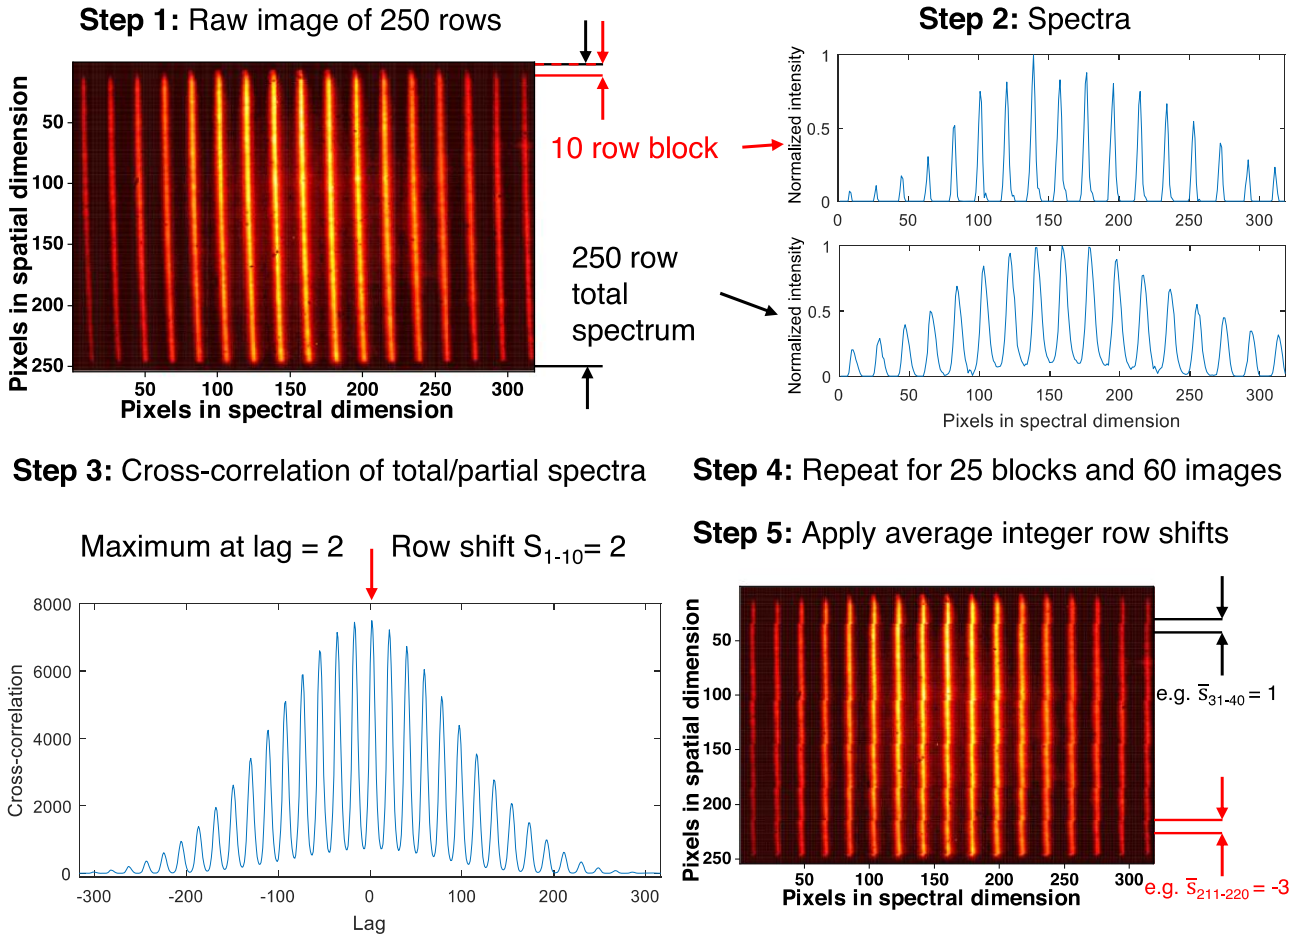 Step 1: Raw image of 250 rows
Pixels in spatial dimension
50
100
150
200
250
50
100
150
200
250
300
Pixels in spectral dimension
10 row block
250 row
total
spectrum
Step 2: Spectra
Normalized intensity
1
0.5
0
0
50
100
150
200
250
300
Normalized intensity
1
0.5
0
0
50
100
150
200
250
300
Pixels in spectral dimension
Step 3: Cross-correlation of total/partial spectra
Maximum at lag = 2
Row shift S1-10= 2
Cross-correlation
8000
6000
4000
2000
0
-300
-200
-100
0
100
200
300
Lag
Step 4: Repeat for 25 blocks and 60 images
Step 5: Apply average integer row shifts
Pixels in spatial dimension
50
100
150
200
250
50
100
150
200
250
300
Pixels in spectral dimension
e.g. s̅31-40 = 1
e.g. s̅211-220 = -3